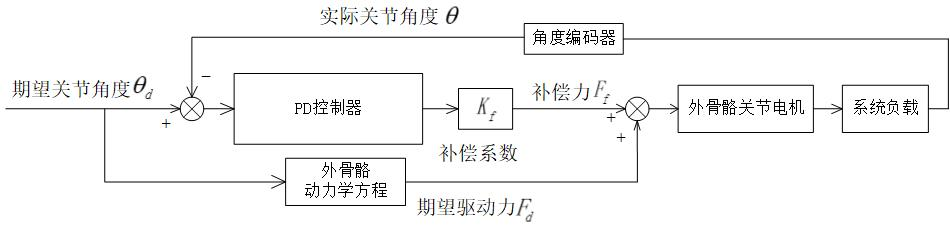 实际关节角度 θ
角度编码器
期望关节角度θd
−
+
PD控制器
Kf
补偿力 Ff
+
+
外骨骼关节电机
系统负载
补偿系数
外骨骼
动力学方程
期望驱动力Fd